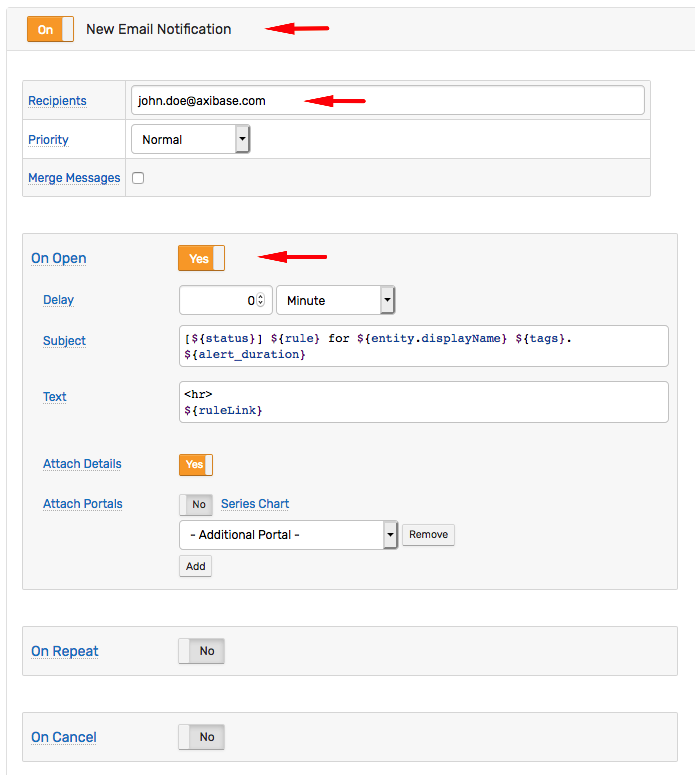 On New Email Notification
Recipients john.doe@axibase.com
Priority Normal
Merge Messages
On Open Yes
Delay 0 Minute
Subject [${status}] ${rule} for ${entity.displayName} ${tags}.
${alert_duration}
Text <hr>
${ruleLink}
Attach Details Yes
Attach Portals No Series Chart
- Additional Portal - Remove
Add
On Repeat No
On Cancel No